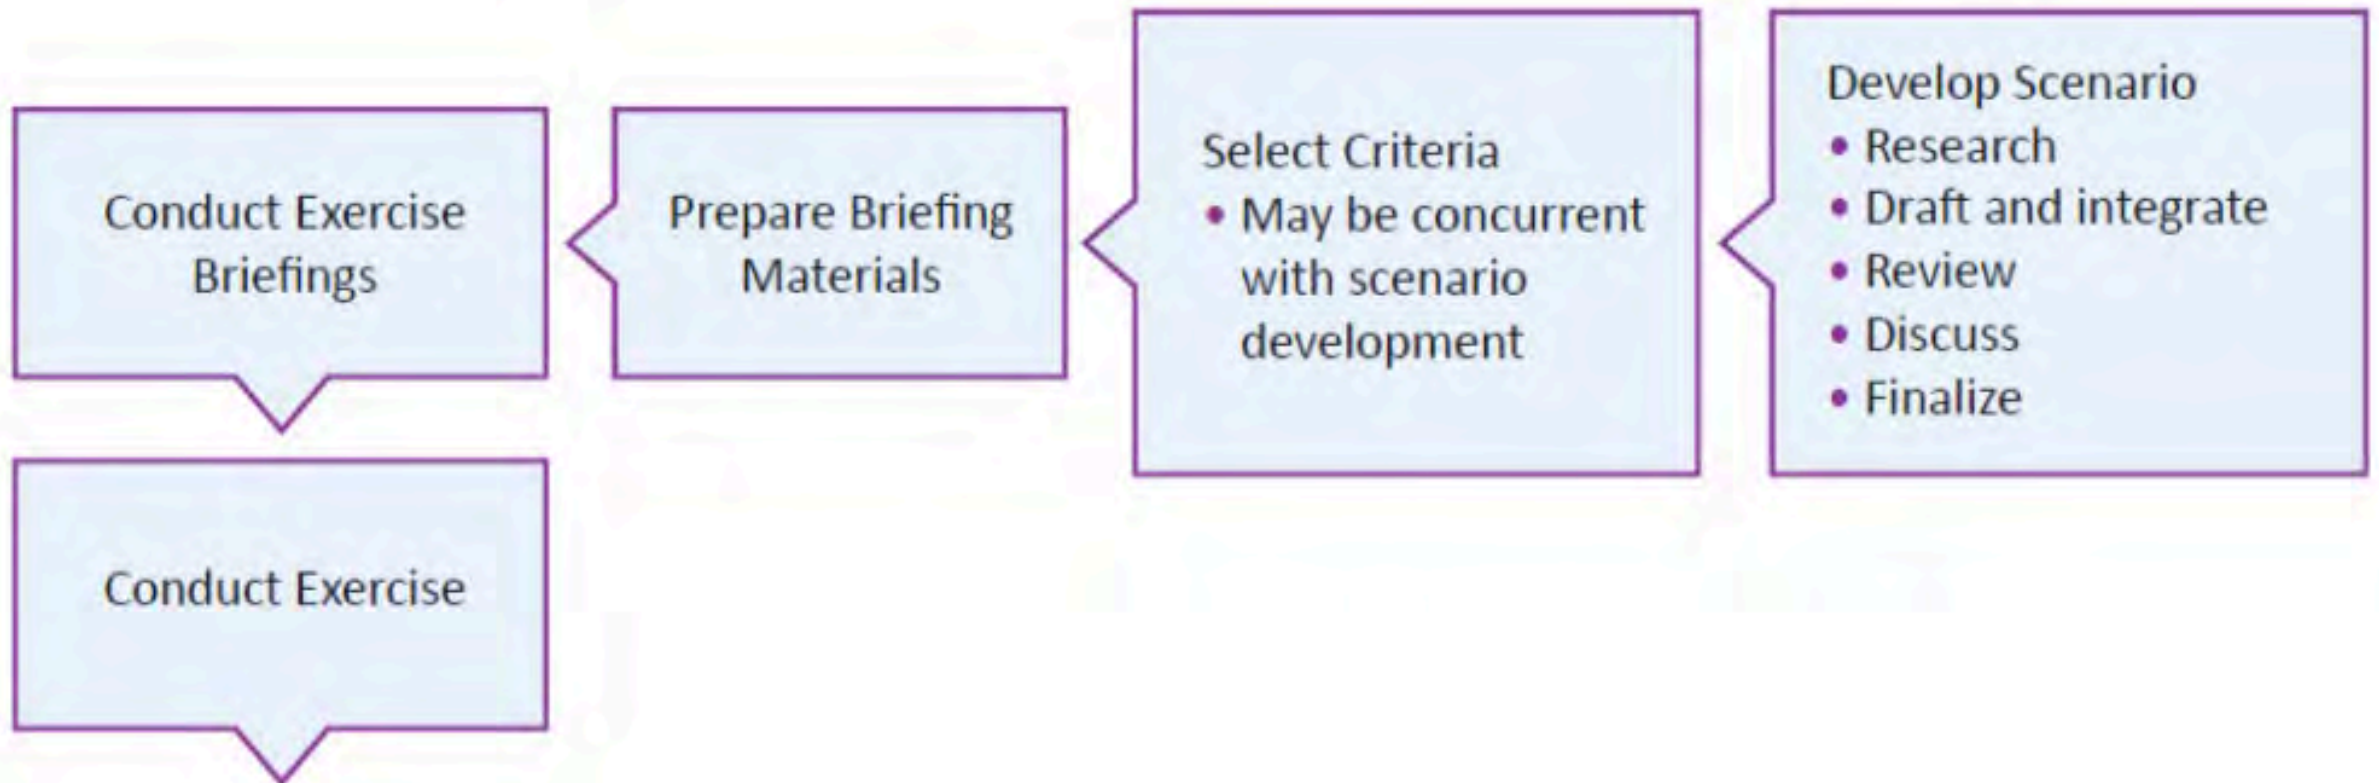 Conduct Exercise
Briefings
Prepare Briefing
Materials
Select Criteria
• May be concurrent
with scenario
development
Develop Scenario
• Research
• Draft and integrate
• Review
• Discuss
• Finalize
Conduct Exercise